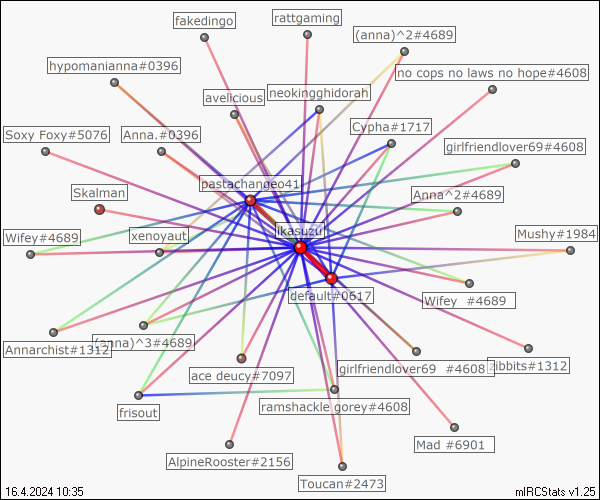 fakedingo
rattgaming
(anna)^2#4689
hypomanianna#0396
no cops no laws no hope#4608
avelicious
neokingghidorah
Soxy Foxy#5076
Anna.#0396
Cypha#1717
girlfriendlover69#4608
pastachangeo41
Skalman
Anna^2#4689
Wifey#4689
xenoyaut
ikasuzu
Mushy#1984
default#0617
Wifey #4689
Annarchist#1312
(anna)^3#4689
ace deucy#7097
girlfriendlover69 #4608
zibbits#1312
frisout
ramshackle gorey#4608
Mad #6901
AlpineRooster#2156
Toucan#2473
16.4.2024 10:35
mIRCStats v1.25